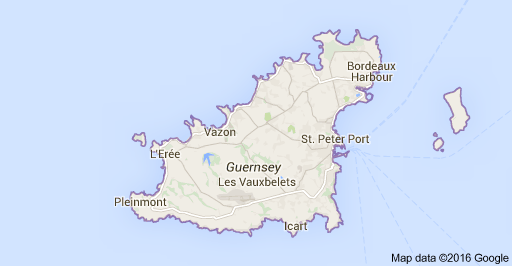 Bordeaux
Harbour
Vazon
St. Peter Port
L'Erée
Guernsey
Les Vauxbelets
Pleinmont
Icart
Map data ©2016 Google